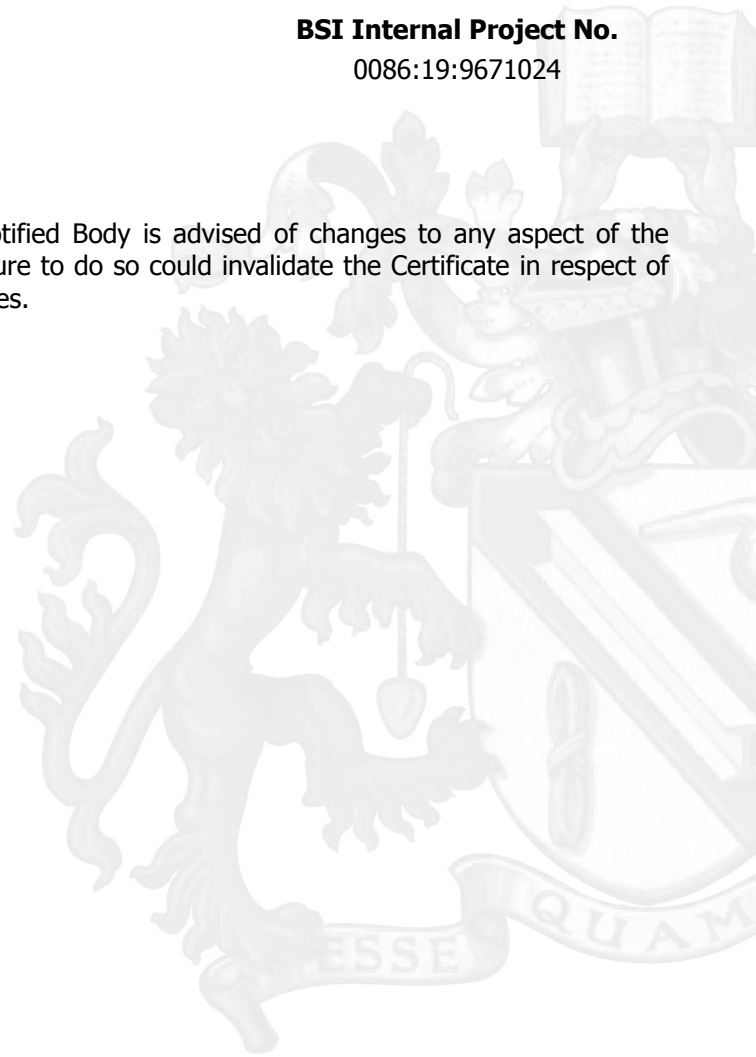 BSI Internal Project No.
0086:19:9671024
tified Body is advised of changes to any aspect of the
ure to do so could invalidate the Certificate in respect of
es.
ESSE QUAM